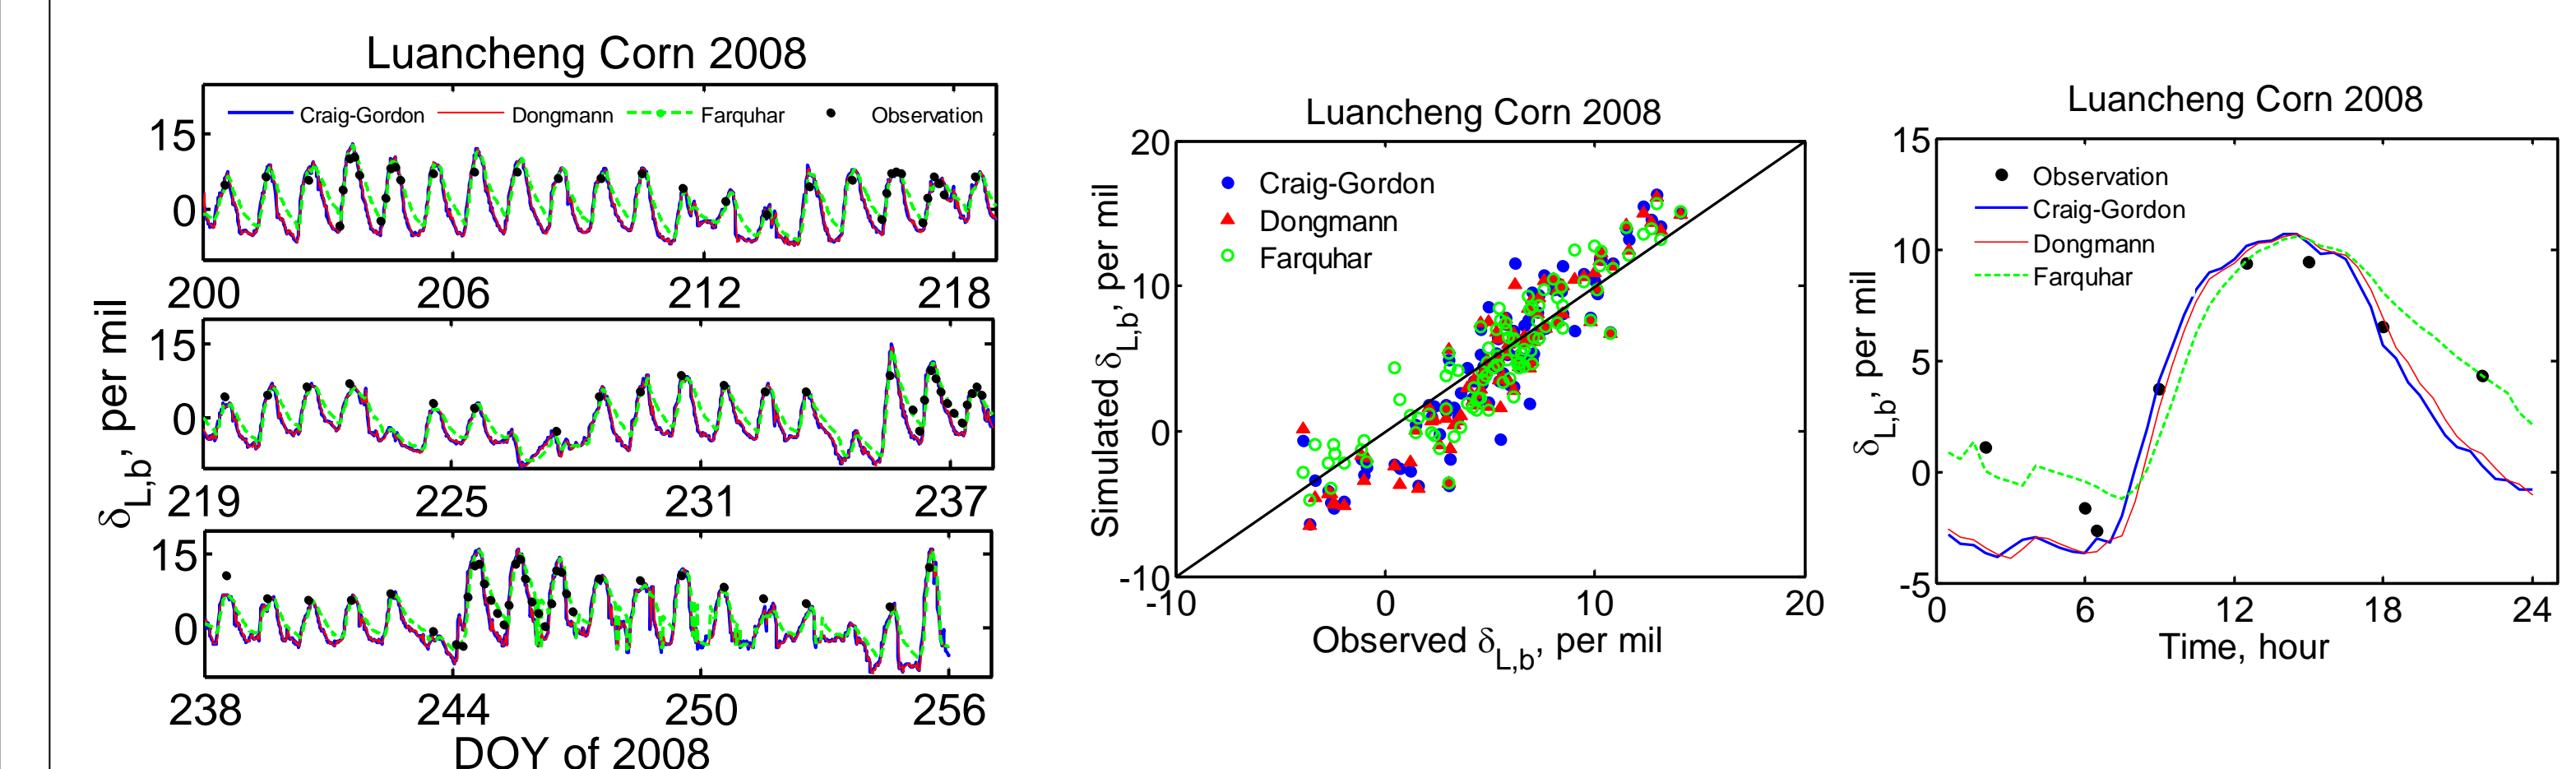 Luancheng Corn 2008
Craig-Gordon Dongmann Farquhar Observation
15
0
200 206 212 218
15
0
219 225 231 237
15
0
238 244 250 256
DOY of 2008
δL,b, per mil
Luancheng Corn 2008
20
10
0
-10
Craig-Gordon
Dongmann
Farquhar
-10 0 10 20
Observed δL,b, per mil
Simulated δL,b, per mil
Luancheng Corn 2008
15
10
5
0
-5
Observation
Craig-Gordon
Dongmann
Farquhar
0 6 12 18 24
Time, hour
δL,b, per mil